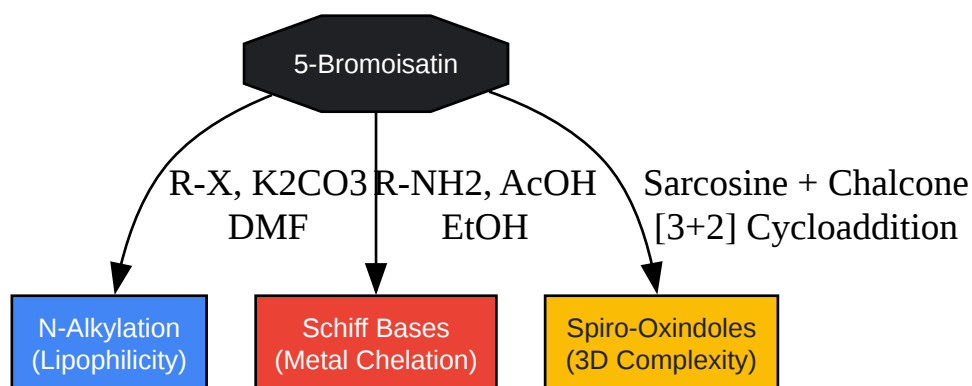 5-Bromoisatin
R-X, K2CO3
DMF
R-NH2, AcOH
EtOH
Sarcosine + Chalcone
[3+2] Cycloaddition
N-Alkylation
(Lipophilicity)
Schiff Bases
(Metal Chelation)
Spiro-Oxindoles
(3D Complexity)